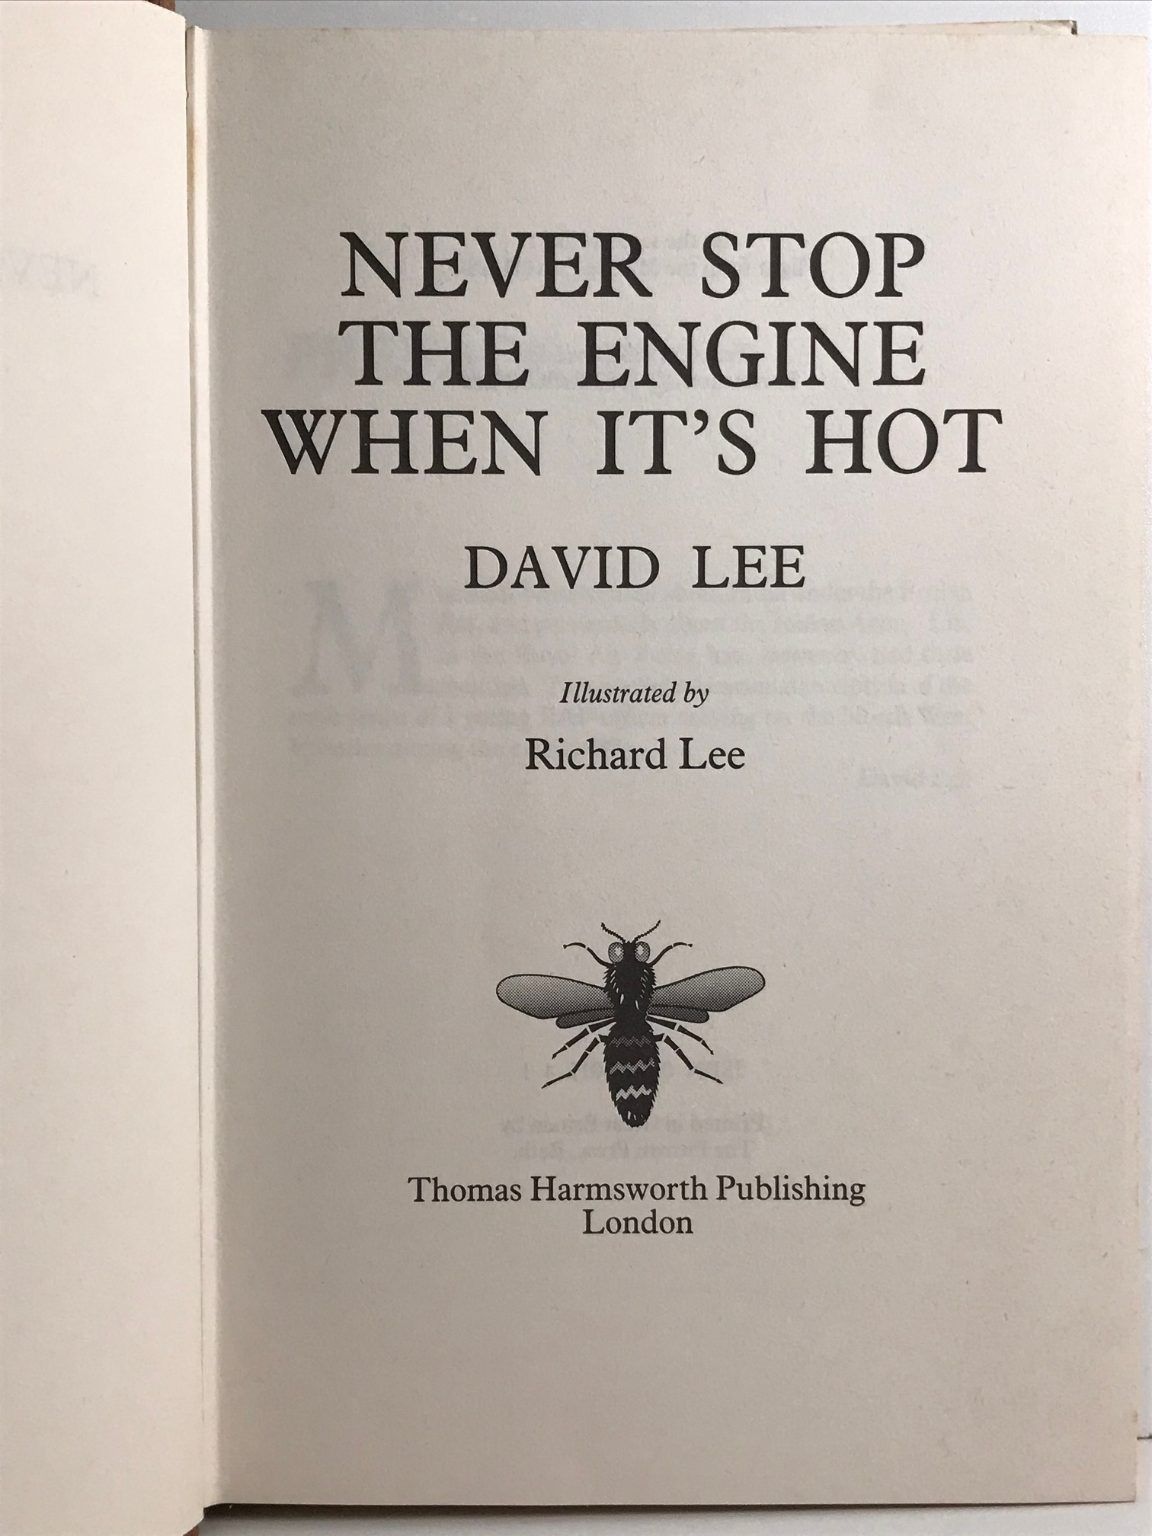 NEVER STOP
THE ENGINE
WHEN IT'S HOT
DAVID LEE
Illustrated by
Richard Lee
Thomas Harmsworth Publishing
London